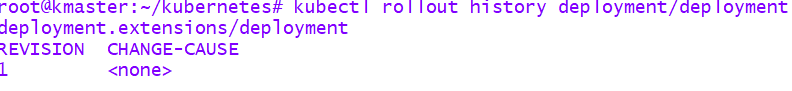 root@kmaster:~/kubernetes# kubectl rollout history deployment/deployment
deployment.extensions/deployment
REVISION  CHANGE-CAUSE
1         <none>